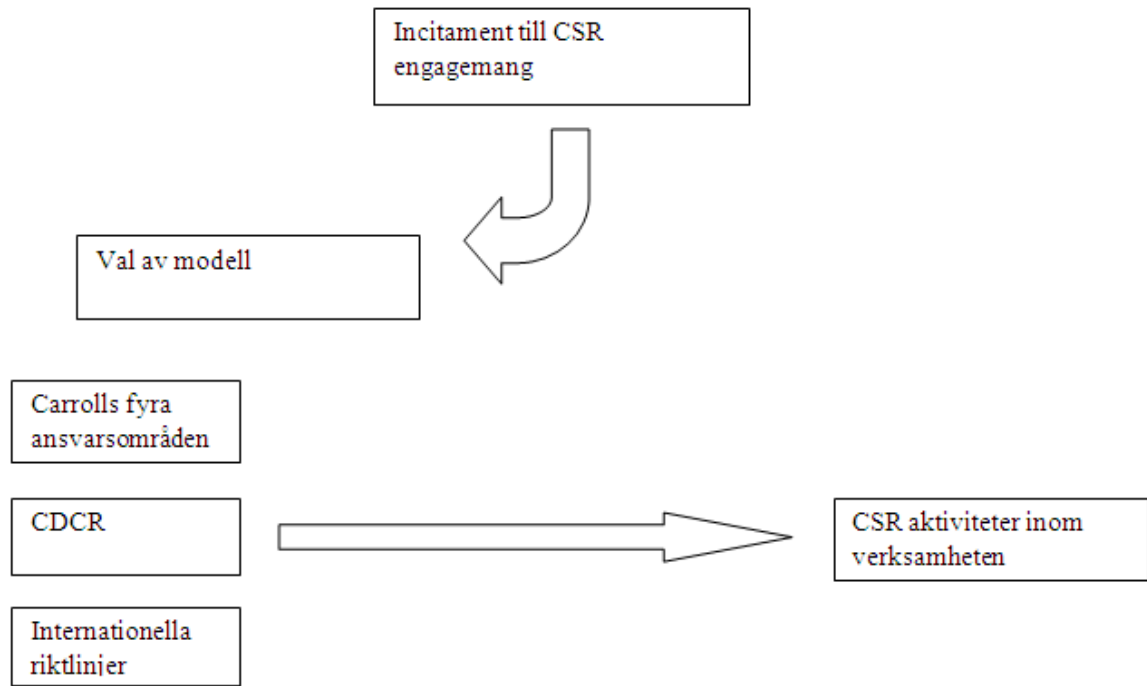 Incitament till CSR
engagemang
Val av modell
Carrolls fyra
ansvarsområden
CDCR
CSR aktiviteter inom
verksamheten
Internationella
riktlinjer